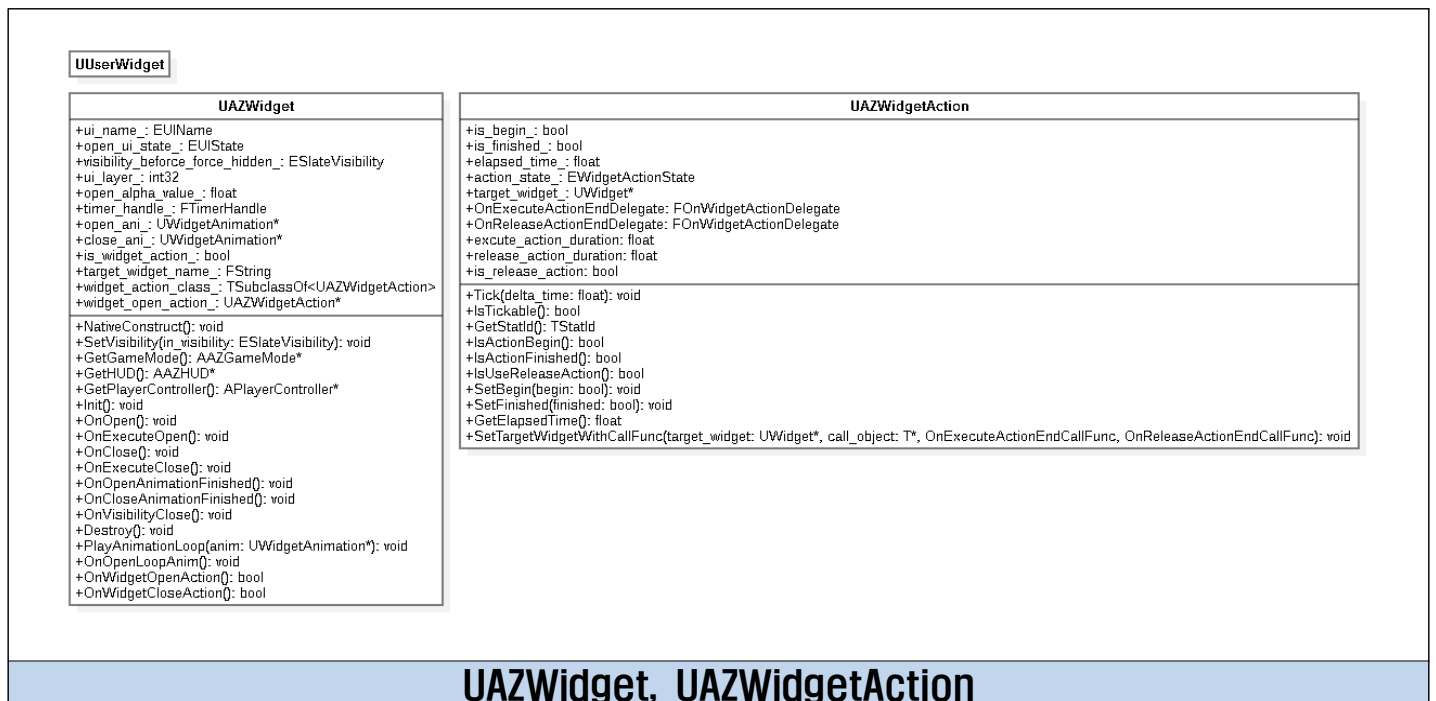 UUserWidget
UAZWidget
+ui_name_: EUIName
+open_ui_state_: EUIState
+visibility_beforce_force_hidden_: ESlateVisibility
+ui_layer_: int32
+open_alpha_value_: float
+timer_handle_: FTimerHandle
+open_ani_: UWidgetAnimation*
+close_ani_: UWidgetAnimation*
+is_widget_action_: bool
+target_widget_name_: FString
+widget_action_class_: TSubclassOf<UAZWidgetAction>
+widget_open_action_: UAZWidgetAction*
+NativeConstruct(): void
+SetVisibility(in_visibility: ESlateVisibility): void
+GetGameMode(): AAZGameMode*
+GetHUD(): AAZHUD*
+GetPlayerController(): APlayerController*
+Init(): void
+OnOpen(): void
+OnExecuteOpen(): void
+OnClose(): void
+OnExecuteClose(): void
+OnOpenAnimationFinished(): void
+OnCloseAnimationFinished(): void
+OnVisibilityClose(): void
+Destroy(): void
+PlayAnimationLoop(anim: UWidgetAnimation*): void
+OnOpenLoopAnim(): void
+OnWidgetOpenAction(): bool
+OnWidgetCloseAction(): bool
UAZWidgetAction
+is_begin_: bool
+is_finished_: bool
+elapsed_time_: float
+action_state_: EWidgetActionState
+target_widget_: UWidget*
+OnExecuteActionEndDelegate: FOnWidgetActionDelegate
+OnReleaseActionEndDelegate: FOnWidgetActionDelegate
+excute_action_duration: float
+release_action_duration: float
+is_release_action: bool
+Tick(delta_time: float): void
+IsTickable(): bool
+GetStatId(): TStatId
+IsActionBegin(): bool
+IsActionFinished(): bool
+IsUseReleaseAction(): bool
+SetBegin(begin: bool): void
+SetFinished(finished: bool): void
+GetElapsedTime(): float
+SetTargetWidgetWithCallFunc(target_widget: UWidget*, call_object: T*, OnExecuteActionEndCallFunc, OnReleaseActionEndCallFunc): void
UAZWidget, UAZWidgetAction